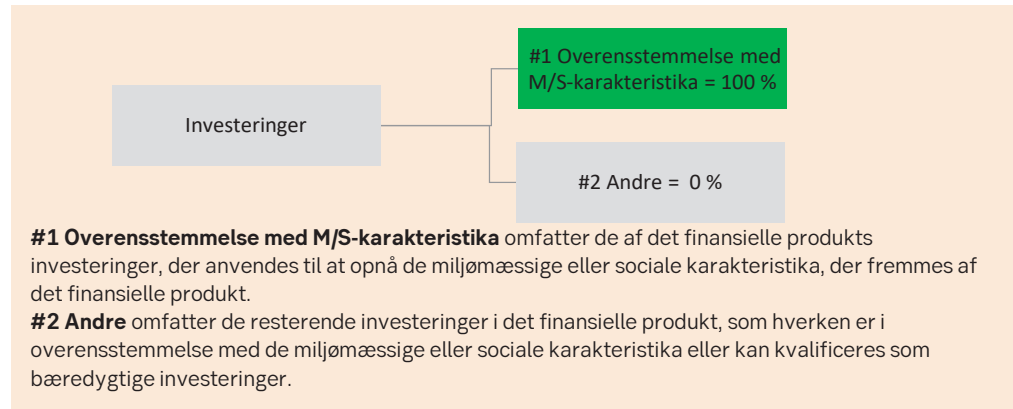 #1 Overensstemmelse med
M/S-karakteristika = 100 %
Investeringer
#2 Andre = 0 %
#1 Overensstemmelse med M/S-karakteristika omfatter de af det finansielle produkts
investeringer, der anvendes til at opnå de miljømæssige eller sociale karakteristika, der fremmes af
det finansielle produkt.
#2 Andre omfatter de resterende investeringer i det finansielle produkt, som hverken er i
overensstemmelse med de miljømæssige eller sociale karakteristika eller kan kvalificeres som
bæredygtige investeringer.